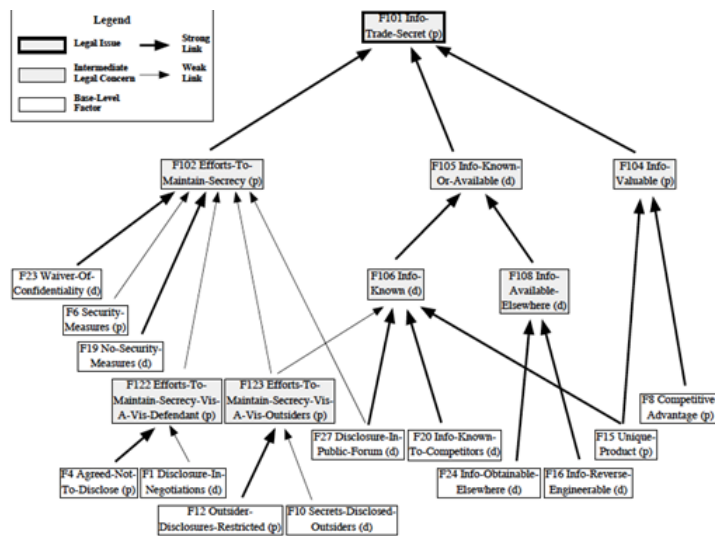 Legend
Legal Issue
Strong
Link
Intermediate
Legal Concern
Weak
Link
Base-Level
Factor
F101 Info-
Trade-Secret (p)
F102 Efforts-To-
Maintain-Secrecy (p)
F105 Info-Known-
Or-Available (d)
F104 Info-
Valuable (p)
F23 Waiver-Of-
Confidentiality (d)
F6 Security-
Measures (p)
F19 No-Security-
Measures (d)
F106 Info-
Known (d)
F108 Info-
Available-
Elsewhere (d)
F122 Efforts-To-
Maintain-Secrecy-Vis-
A-Vis-Defendant (p)
F123 Efforts-To-
Maintain-Secrecy-Vis-
A-Vis-Outsiders (p)
F8 Competitive-
Advantage (p)
F27 Disclosure-In-
Public-Forum (d)
F20 Info-Known-
To-Competitors (d)
F15 Unique-
Product (p)
F4 Agreed-Not-
To-Disclose (p)
F1 Disclosure-In-
Negotiations (d)
F24 Info-Obtainable-
Elsewhere (d)
F16 Info-Reverse-
Engineerable (d)
F12 Outsider-
Disclosures-Restricted (p)
F10 Secrets-Disclosed-
Outsiders (d)